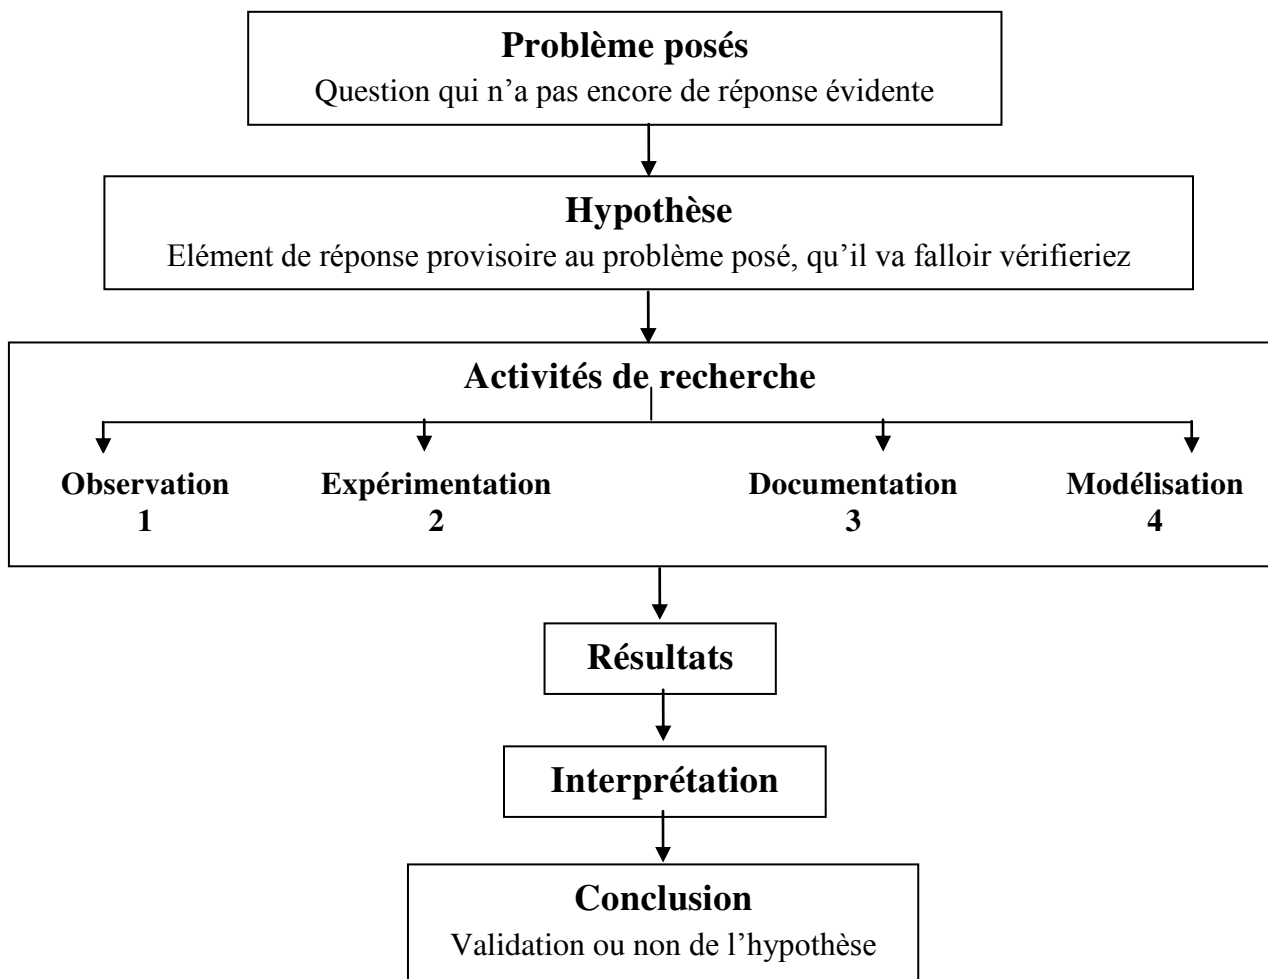 Problème posés
Question qui n’a pas encore de réponse évidente
Hypothèse
Elément de réponse provisoire au problème posé, qu’il va falloir vérifieriez
Activités de recherche
Observation Expérimentation Documentation Modélisation
1 2 3 4
Résultats
Interprétation
Conclusion
Validation ou non de l’hypothèse